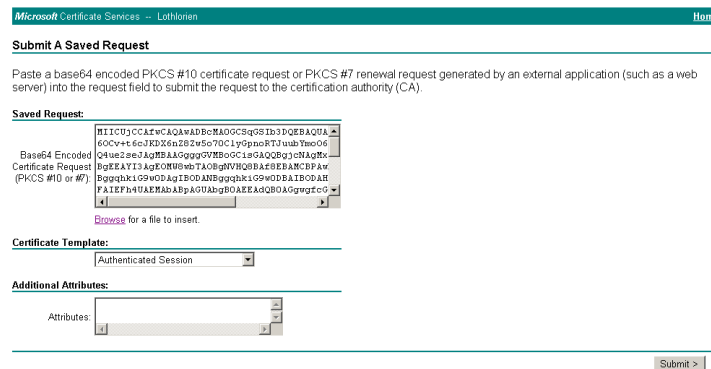 Microsoft Certificate Services -- Lothlorien Hom
Submit A Saved Request
Paste a base64 encoded PKCS #10 certificate request or PKCS #7 renewal request generated by an external application (such as a web
server) into the request field to submit the request to the certification authority (CA).
Saved Request:
Base64 Encoded
Certificate Request
(PKCS #10 or #7):
MIICUjCCAfwCAQAwADBcMA0GCSqGSIb3DQEBAQUA
6OCv+t6cJKDX6nZ8Zw5o70ClyGpnoRTJuubYmoO6
Q4ue2seJAgMBAAGgggGVMBoGCisGAQQBgjcNAgMx
BgEEAYI3AgEOMU8wbTAOBgNVHQ8BAf8EBAMCBPAw
BggqhkiG9w0DAgIBODANBggqhkiG9w0DBAIBODAH
FAIEFh4UAEMAbABpAGUAbgB0AEEAdQB0AGgwgfcG
Browse for a file to insert.
Certificate Template:
Authenticated Session
Additional Attributes:
Attributes:
Submit >